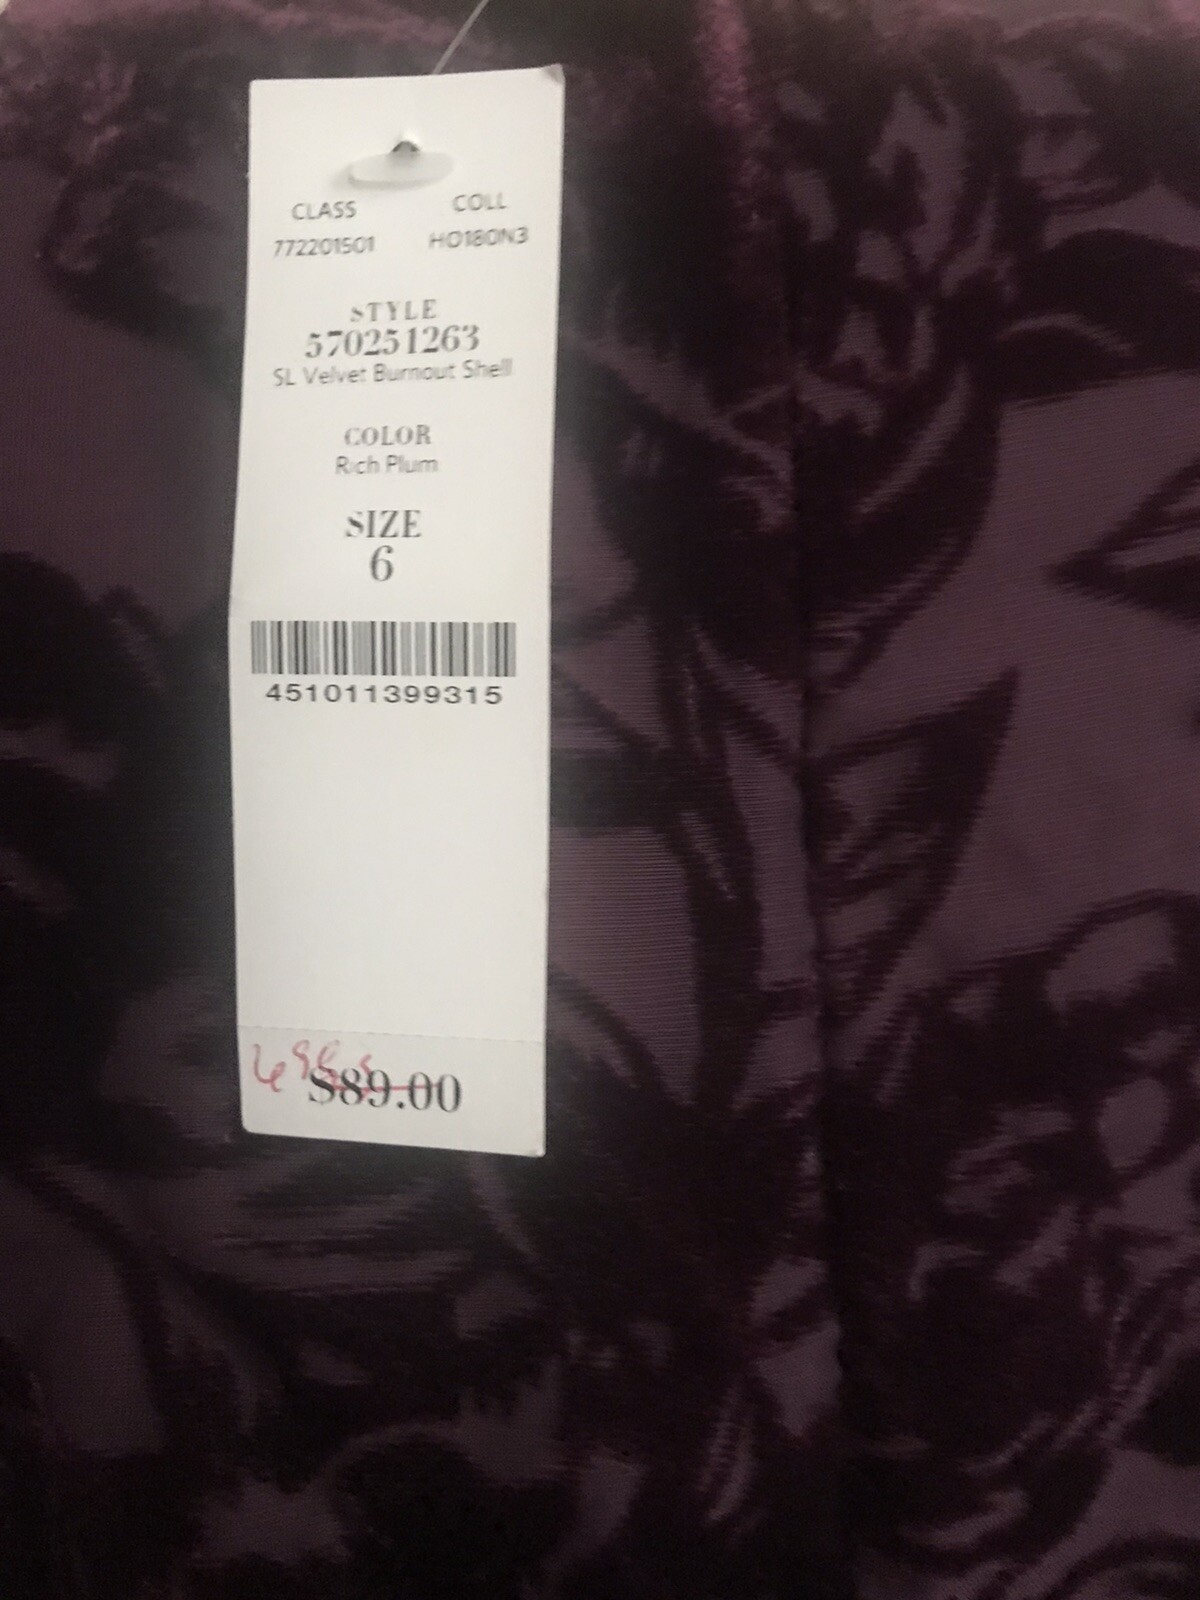 CLASS COLL
772201501 HO180N3
STYLE
570251263
SL Velvet Burnout Shell
COLOR
Rich Plum
SIZE
6
451011399315
$89.00